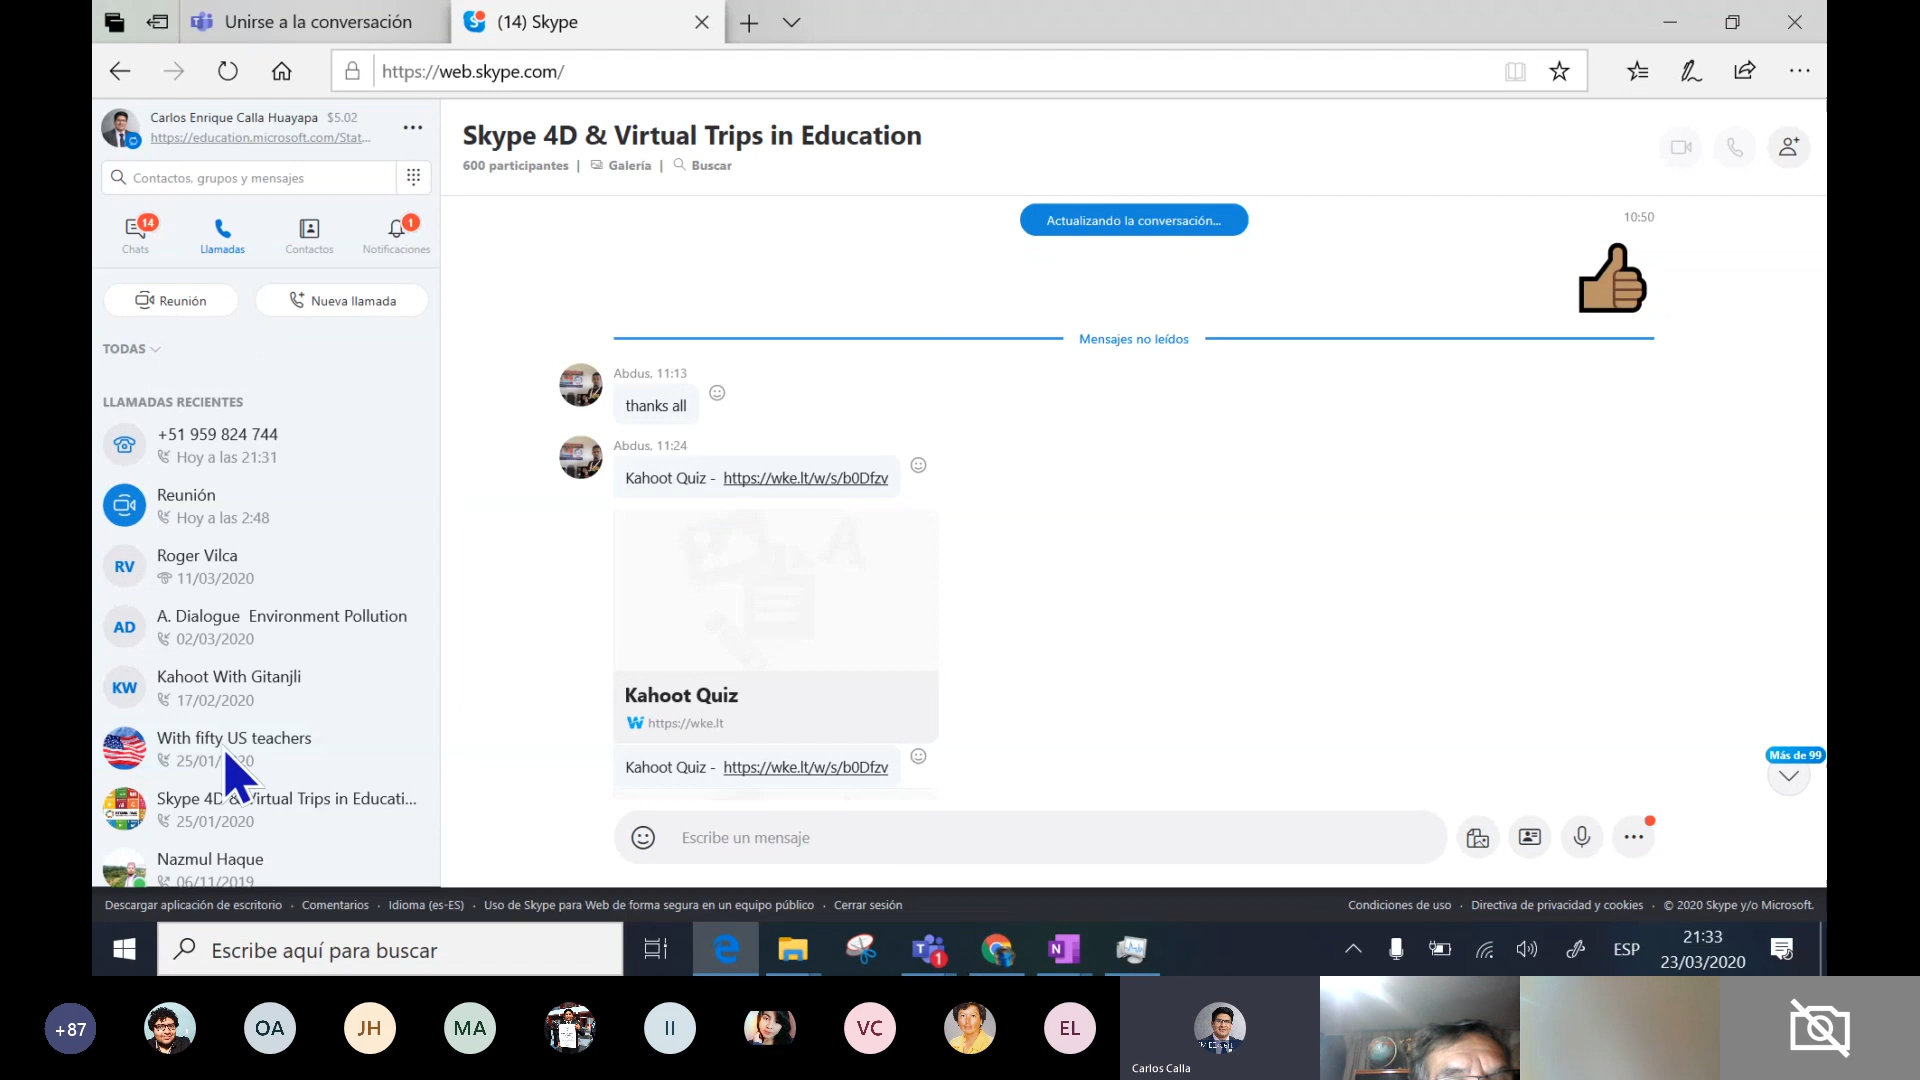 Unirse a la conversación
(14) Skype
https://web.skype.com/
Carlos Enrique Calla Huayapa $5.02
https://education.microsoft.com/Stat...
Contactos, grupos y mensajes
14
Chats
Llamadas
Contactos
1
Notificaciones
Reunión
Nueva llamada
TODAS
LLAMADAS RECIENTES
+51 959 824 744
Hoy a las 21:31
Reunión
Hoy a las 2:48
RV
Roger Vilca
11/03/2020
AD
A. Dialogue Environment Pollution
02/03/2020
KW
Kahoot With Gitanjli
17/02/2020
With fifty US teachers
25/01/ 20
Skype 4D & Virtual Trips in Educati...
25/01/2020
Nazmul Haque
06/11/2019
Skype 4D & Virtual Trips in Education
600 participantes | Galería | Buscar
Actualizando la conversación...
10:50
Mensajes no leídos
Abdus, 11:13
thanks all
Abdus, 11:24
Kahoot Quiz - https://wke.lt/w/s/b0Dfzv
Kahoot Quiz
https://wke.lt
Kahoot Quiz - https://wke.lt/w/s/b0Dfzv
Más de 99
Escribe un mensaje
Descargar aplicación de escritorio · Comentarios · Idioma (es-ES) · Uso de Skype para Web de forma segura en un equipo público · Cerrar sesión
Condiciones de uso · Directiva de privacidad y cookies · © 2020 Skype y/o Microsoft.
Escribe aquí para buscar
1
ESP
21:33
23/03/2020
+87
OA
JH
MA
II
VC
EL
Carlos Calla